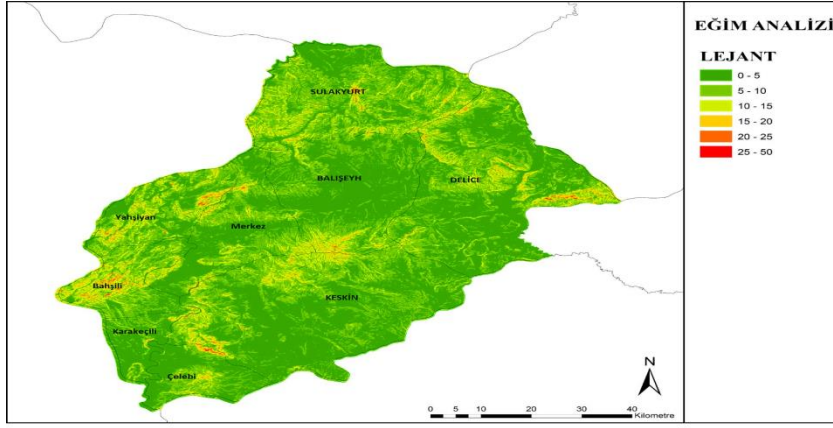 EĞİM ANALİZİ
LEJANT
0 - 5
5 - 10
10 - 15
15 - 20
20 - 25
25 - 50
SULAKYURT
BALIŞEYH
DELİCE
Yahşiyan
Merkez
Bahşili
KESKİN
Karakeçili
Çelebi
N
0 5 10 20 30 40
Kilometre